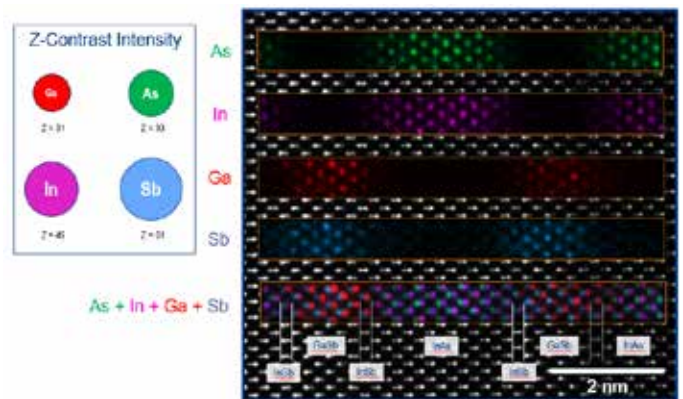 Z-Contrast Intensity
Ga
As
Z = 31
Z = 33
In
Sb
Z = 49
Z = 51
As
In
Ga
Sb
As + In + Ga + Sb
GaSb
InAs
GaSb
InAs
InSb
InSb
InSb
2 nm